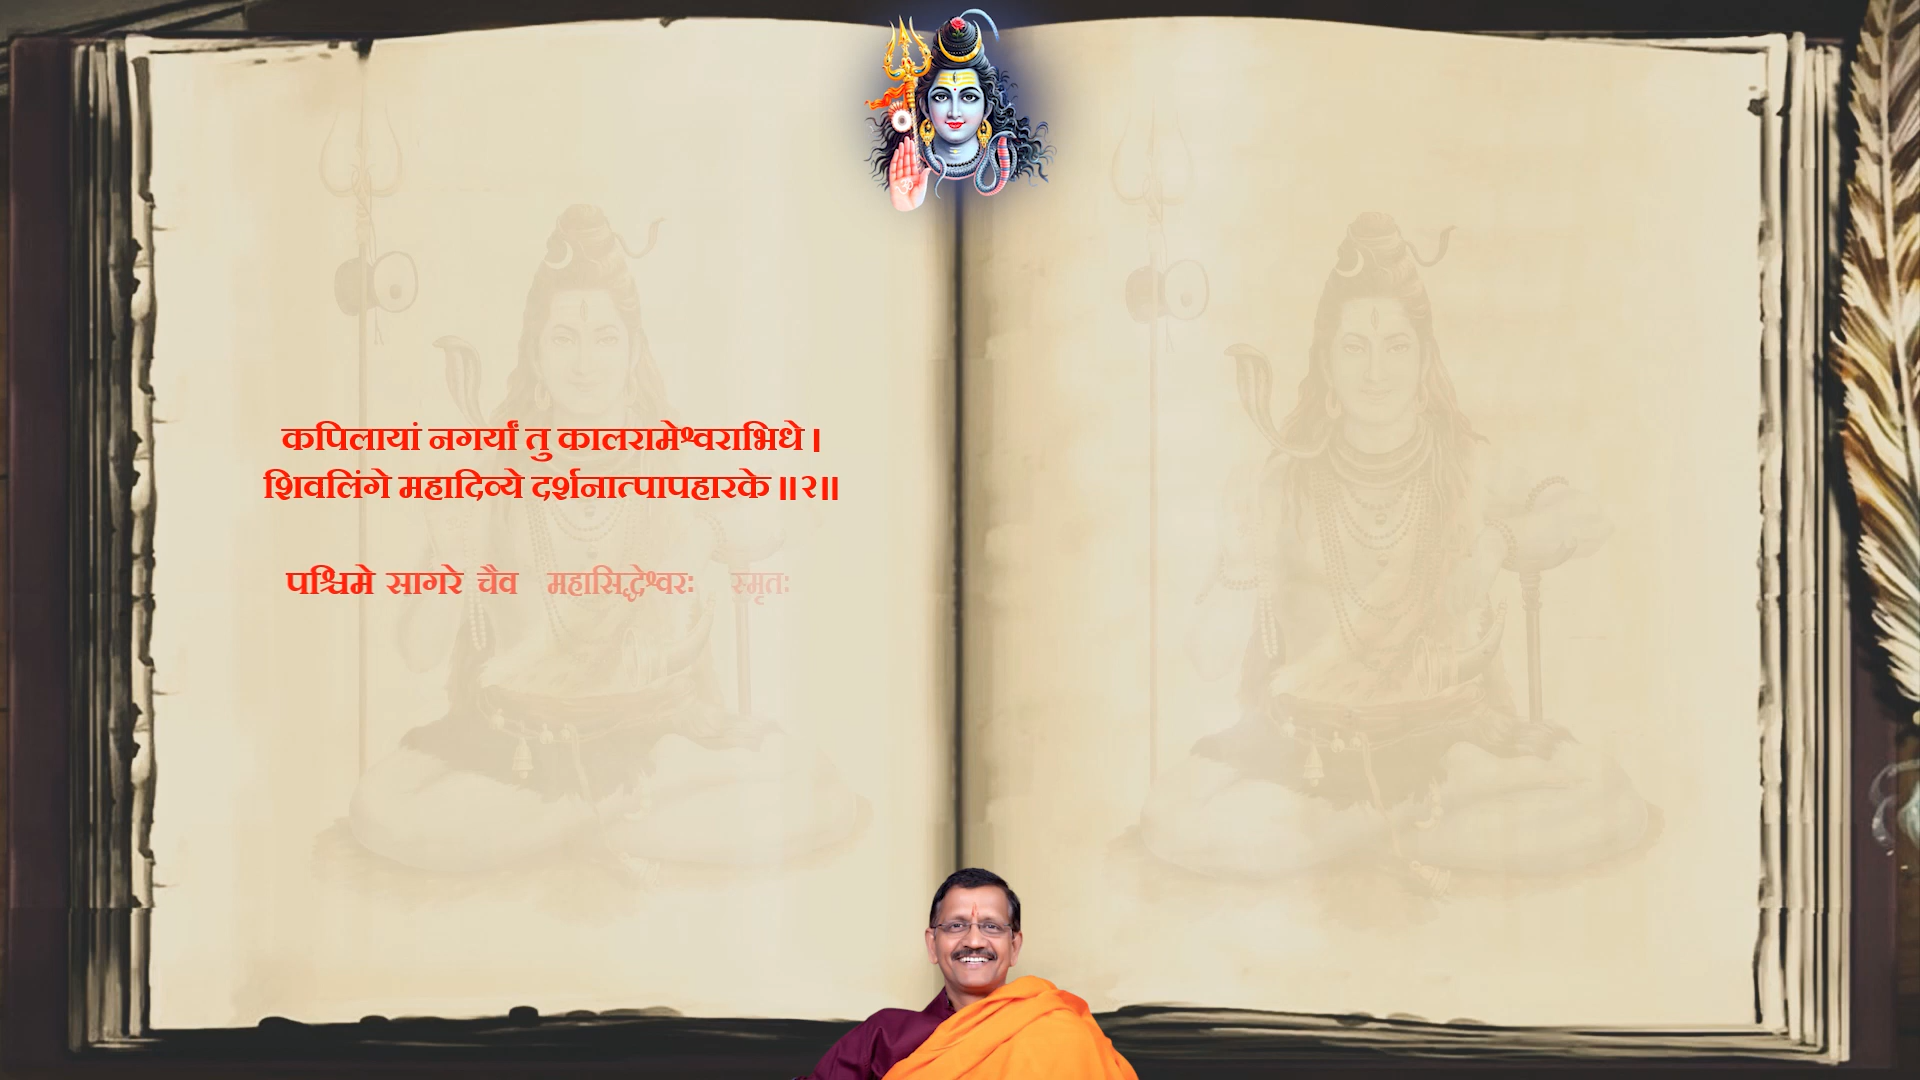 कपिलायां नगर्यां तु कालरामेश्वराभिधे ।
शिवलिंगे महादिव्ये दर्शनात्पापहारके ॥२॥
पश्चिमे सागरे चैव महासिद्धेश्वरः स्मृतः